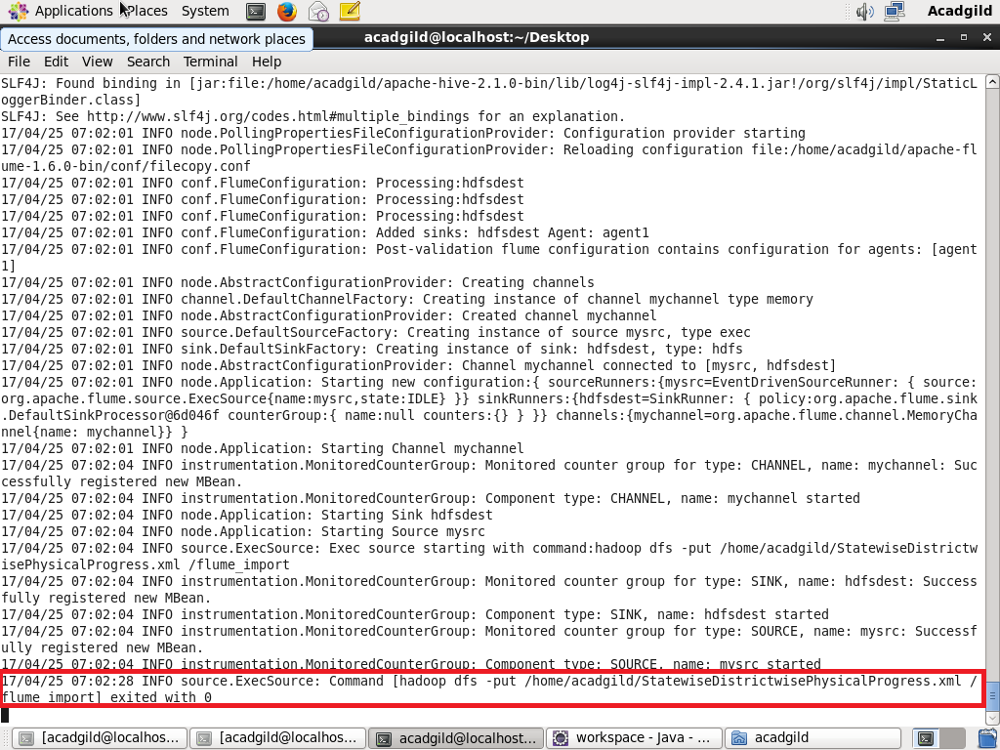 Applications Places System Acadgild
Access documents, folders and network places
acadgild@localhost:~/Desktop
File Edit View Search Terminal Help
SLF4J: Found binding in [jar:file:/home/acadgild/apache-hive-2.1.0-bin/lib/log4j-slf4j-impl-2.4.1.jar!/org/slf4j/impl/StaticL
oggerBinder.class]
SLF4J: See http://www.slf4j.org/codes.html#multiple_bindings for an explanation.
17/04/25 07:02:01 INFO node.PollingPropertiesFileConfigurationProvider: Configuration provider starting
17/04/25 07:02:01 INFO node.PollingPropertiesFileConfigurationProvider: Reloading configuration file:/home/acadgild/apache-fl
ume-1.6.0-bin/conf/filecopy.conf
17/04/25 07:02:01 INFO conf.FlumeConfiguration: Processing:hdfsdest
17/04/25 07:02:01 INFO conf.FlumeConfiguration: Processing:hdfsdest
17/04/25 07:02:01 INFO conf.FlumeConfiguration: Processing:hdfsdest
17/04/25 07:02:01 INFO conf.FlumeConfiguration: Added sinks: hdfsdest Agent: agent1
17/04/25 07:02:01 INFO conf.FlumeConfiguration: Post-validation flume configuration contains configuration for agents: [agent
1]
17/04/25 07:02:01 INFO node.AbstractConfigurationProvider: Creating channels
17/04/25 07:02:01 INFO channel.DefaultChannelFactory: Creating instance of channel mychannel type memory
17/04/25 07:02:01 INFO node.AbstractConfigurationProvider: Created channel mychannel
17/04/25 07:02:01 INFO source.DefaultSourceFactory: Creating instance of source mysrc, type exec
17/04/25 07:02:01 INFO sink.DefaultSinkFactory: Creating instance of sink: hdfsdest, type: hdfs
17/04/25 07:02:01 INFO node.AbstractConfigurationProvider: Channel mychannel connected to [mysrc, hdfsdest]
17/04/25 07:02:01 INFO node.Application: Starting new configuration:{ sourceRunners:{mysrc=EventDrivenSourceRunner: { source:
org.apache.flume.source.ExecSource{name:mysrc,state:IDLE} }} sinkRunners:{hdfsdest=SinkRunner: { policy:org.apache.flume.sink
.DefaultSinkProcessor@6d046f counterGroup:{ name:null counters:{} } }} channels:{mychannel=org.apache.flume.channel.MemoryCha
nnel{name: mychannel}} }
17/04/25 07:02:01 INFO node.Application: Starting Channel mychannel
17/04/25 07:02:04 INFO instrumentation.MonitoredCounterGroup: Monitored counter group for type: CHANNEL, name: mychannel: Suc
cessfully registered new MBean.
17/04/25 07:02:04 INFO instrumentation.MonitoredCounterGroup: Component type: CHANNEL, name: mychannel started
17/04/25 07:02:04 INFO node.Application: Starting Sink hdfsdest
17/04/25 07:02:04 INFO node.Application: Starting Source mysrc
17/04/25 07:02:04 INFO source.ExecSource: Exec source starting with command:hadoop dfs -put /home/acadgild/StatewiseDistrictw
isePhysicalProgress.xml /flume_import
17/04/25 07:02:04 INFO instrumentation.MonitoredCounterGroup: Monitored counter group for type: SINK, name: hdfsdest: Success
fully registered new MBean.
17/04/25 07:02:04 INFO instrumentation.MonitoredCounterGroup: Component type: SINK, name: hdfsdest started
17/04/25 07:02:04 INFO instrumentation.MonitoredCounterGroup: Monitored counter group for type: SOURCE, name: mysrc: Successf
ully registered new MBean.
17/04/25 07:02:04 INFO instrumentation.MonitoredCounterGroup: Component type: SOURCE, name: mysrc started
17/04/25 07:02:28 INFO source.ExecSource: Command [hadoop dfs -put /home/acadgild/StatewiseDistrictwisePhysicalProgress.xml /
flume_import] exited with 0
[acadgild@localhos... [acadgild@localhos... acadgild@localhost:... workspace - Java - ... acadgild